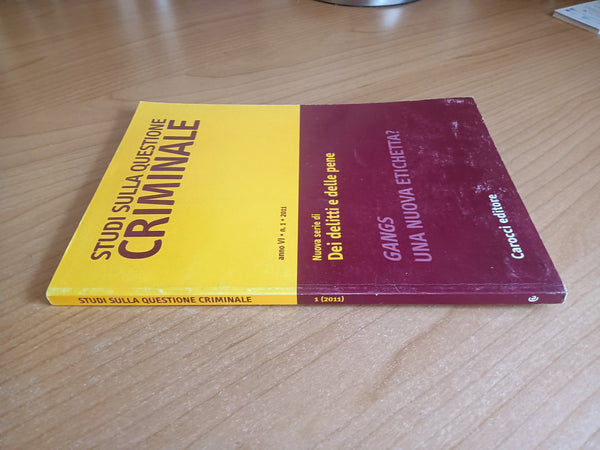 STUDI SULLA QUESTIONE
CRIMINALE
anno VI • n. 1 • 2011
Nuova serie di
Dei delitti e delle pene
GANGS
UNA NUOVA ETICHETTA?
Carocci editore
STUDI SULLA QUESTIONE CRIMINALE
1 (2011)